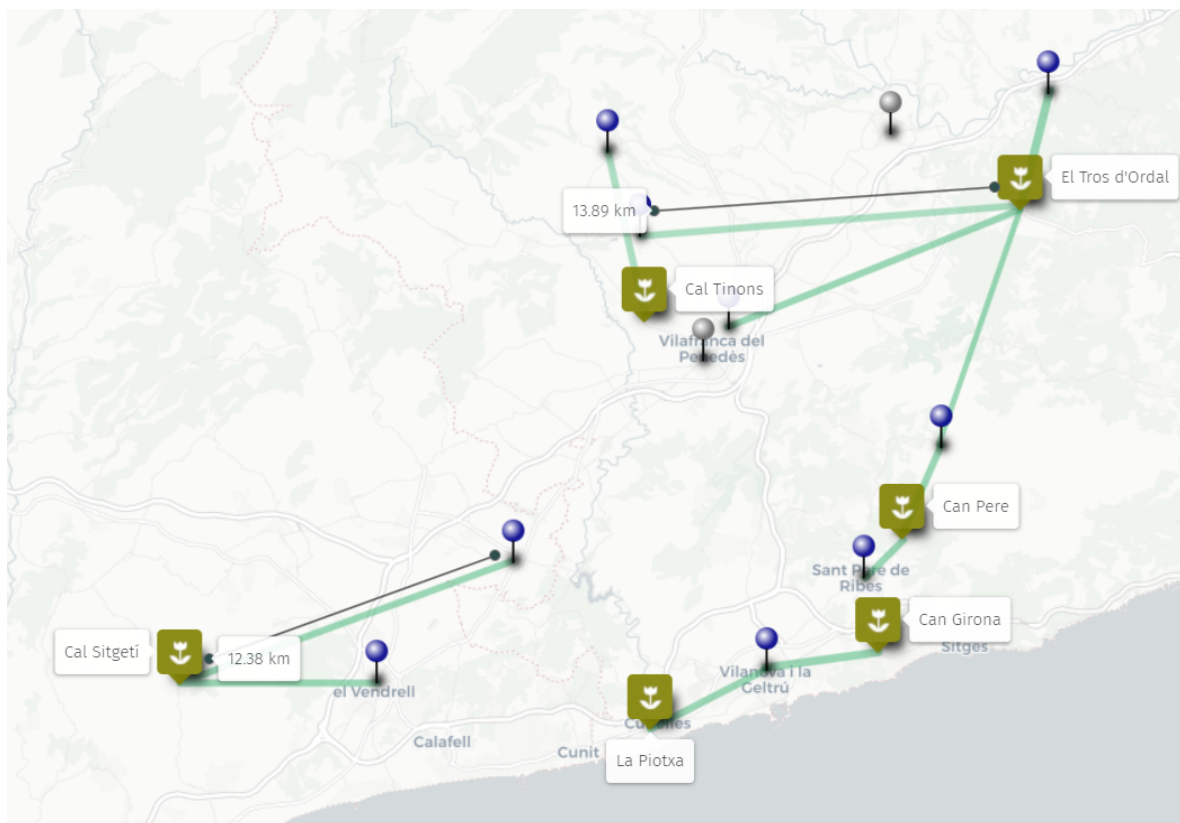 El Tros d'Ordal
13.89 km
Cal Tinons
Vilafranca del
Penedès
Can Pere
Sant Pere de
Ribes
Can Girona
Sitges
Cal Sitgetí
12.38 km
Vilanova i la
Geltrú
el Vendrell
Cubelles
Calafell
Cunit
La Piotxa